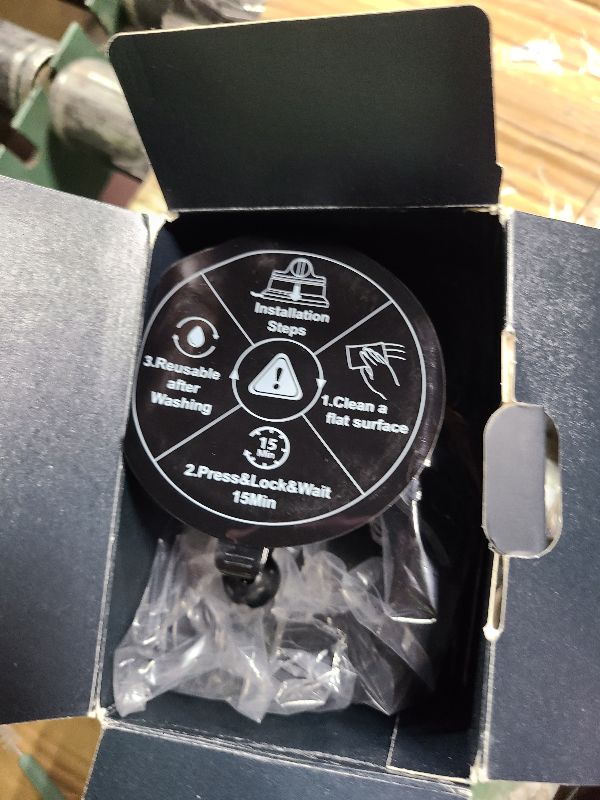 Installation
Steps
1.Clean a
flat surface
15
Min
2.Press&Lock&Wait
15Min
3.Reusable
after
Washing